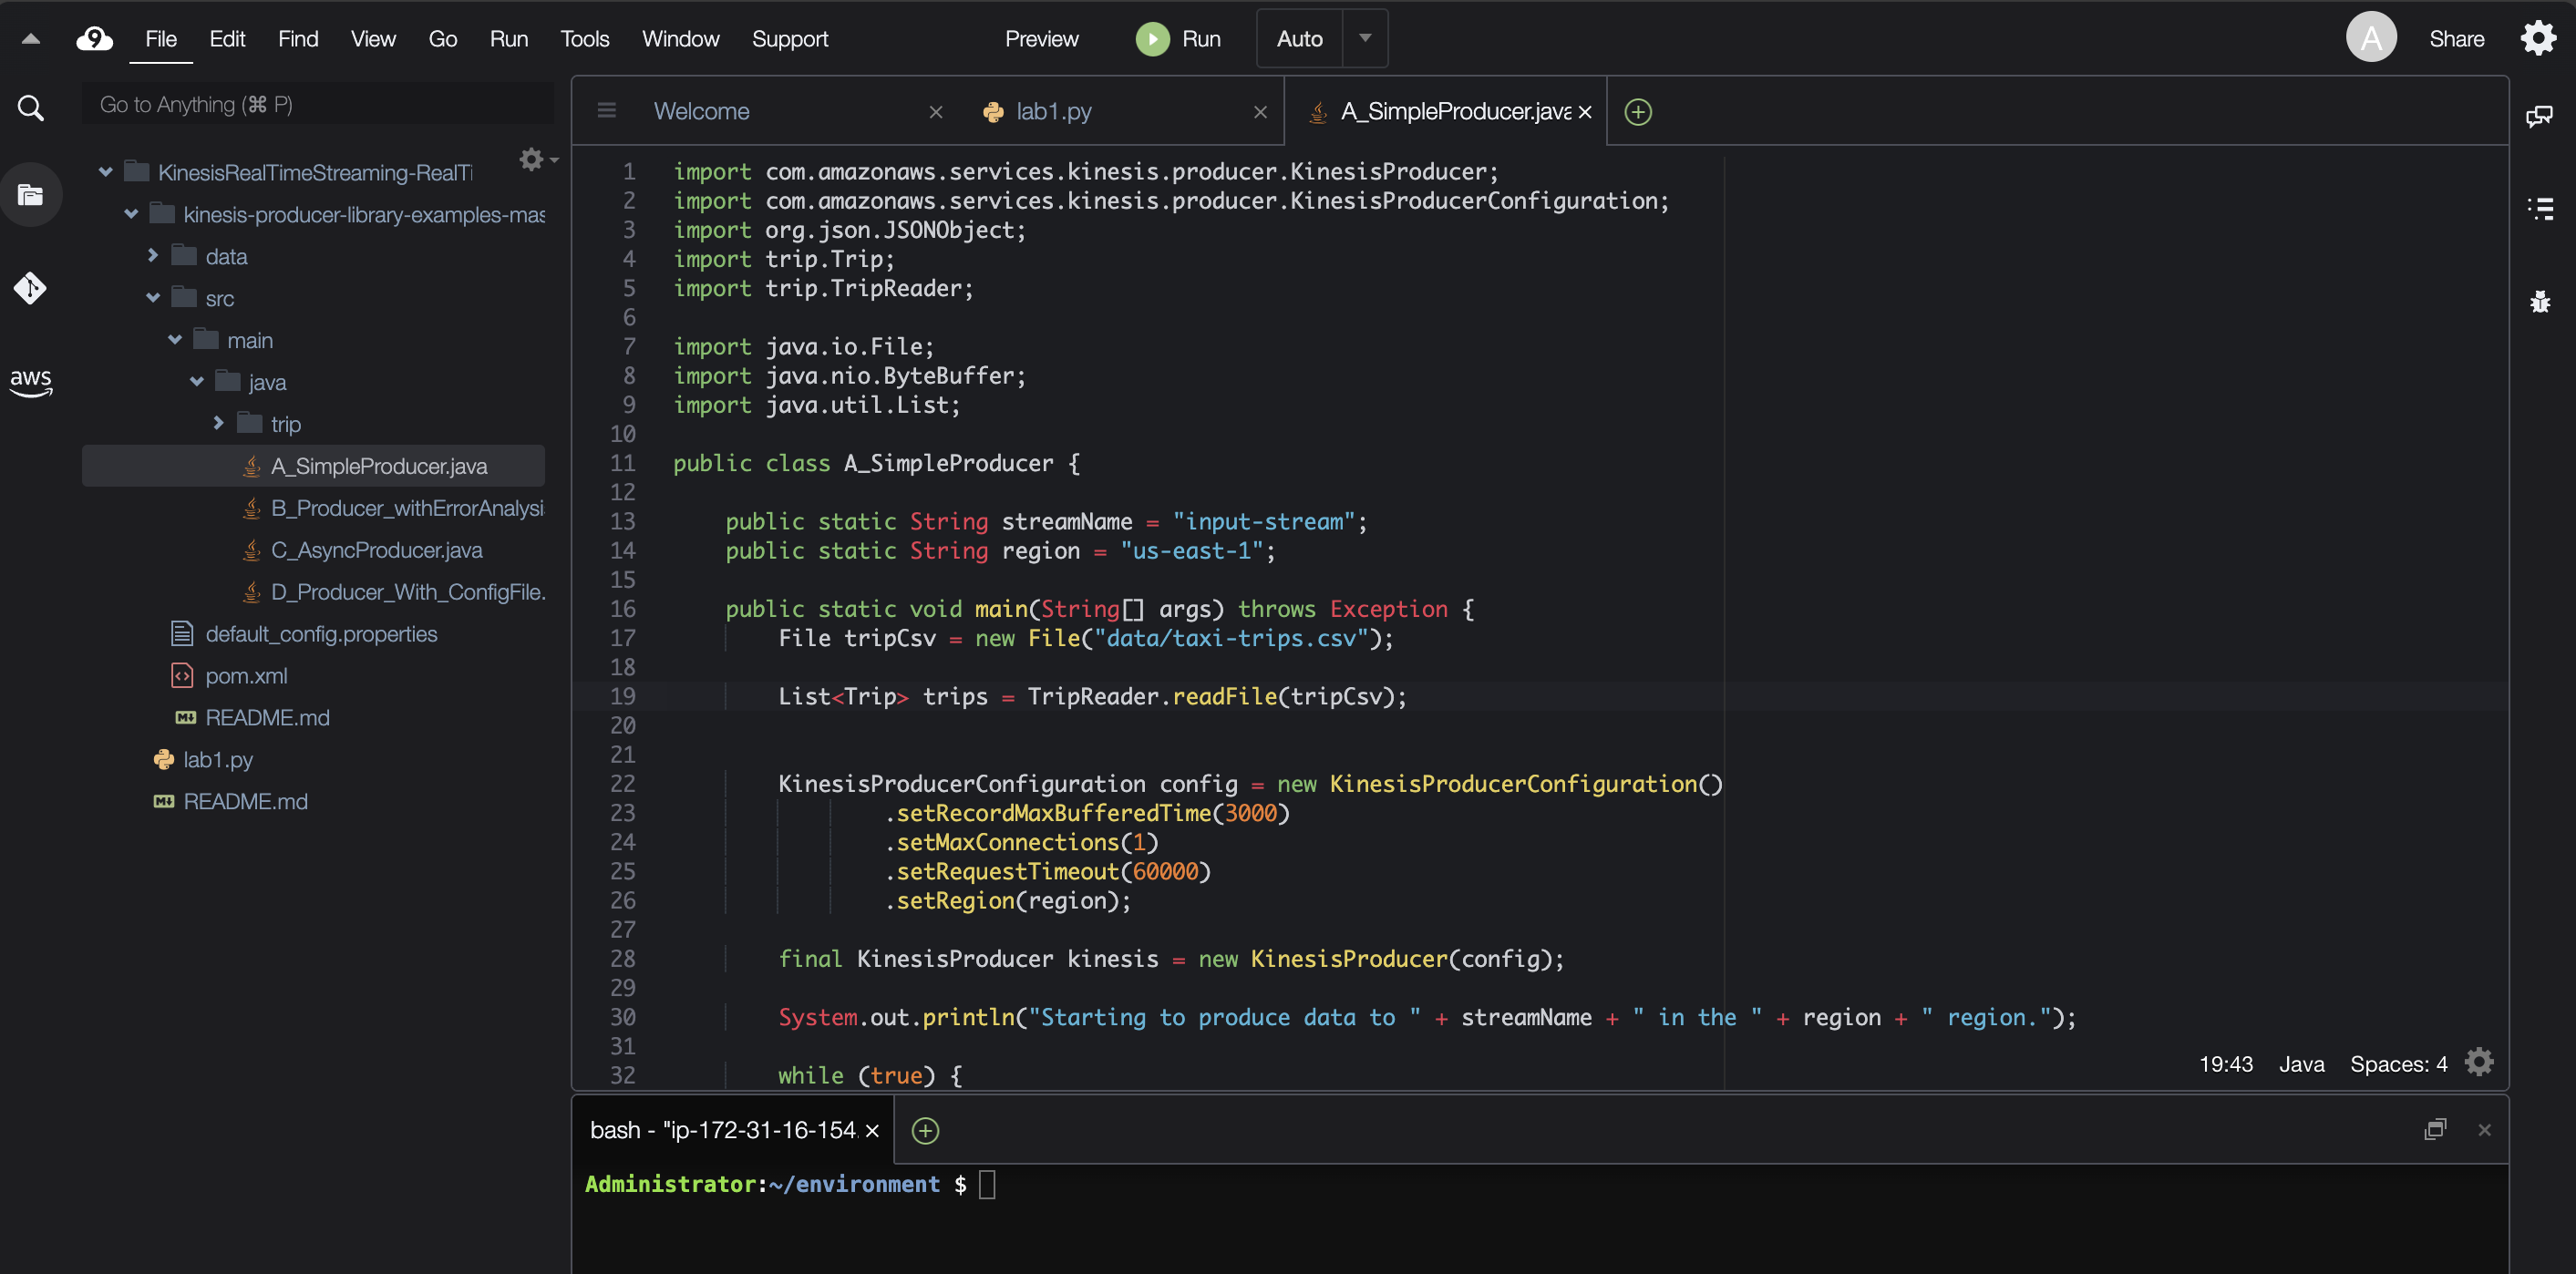 File Edit Find View Go Run Tools Window Support Preview Run Auto A Share
Go to Anything (⌘ P)
aws
KinesisRealTimeStreaming-RealTi
kinesis-producer-library-examples-mas
data
src
main
java
trip
A_SimpleProducer.java
B_Producer_withErrorAnalysi
C_AsyncProducer.java
D_Producer_With_ConfigFile.
default_config.properties
pom.xml
README.md
lab1.py
README.md
Welcome lab1.py A_SimpleProducer.java
1 import com.amazonaws.services.kinesis.producer.KinesisProducer;
2 import com.amazonaws.services.kinesis.producer.KinesisProducerConfiguration;
3 import org.json.JSONObject;
4 import trip.Trip;
5 import trip.TripReader;
6
7 import java.io.File;
8 import java.nio.ByteBuffer;
9 import java.util.List;
10
11 public class A_SimpleProducer {
12
13 public static String streamName = "input-stream";
14 public static String region = "us-east-1";
15
16 public static void main(String[] args) throws Exception {
17 File tripCsv = new File("data/taxi-trips.csv");
18
19 List<Trip> trips = TripReader.readFile(tripCsv);
20
21
22 KinesisProducerConfiguration config = new KinesisProducerConfiguration()
23 .setRecordMaxBufferedTime(3000)
24 .setMaxConnections(1)
25 .setRequestTimeout(60000)
26 .setRegion(region);
27
28 final KinesisProducer kinesis = new KinesisProducer(config);
29
30 System.out.println("Starting to produce data to " + streamName + " in the " + region + " region.");
31
32 while (true) {
19:43 Java Spaces: 4
bash - "ip-172-31-16-154.
Administrator:~/environment $